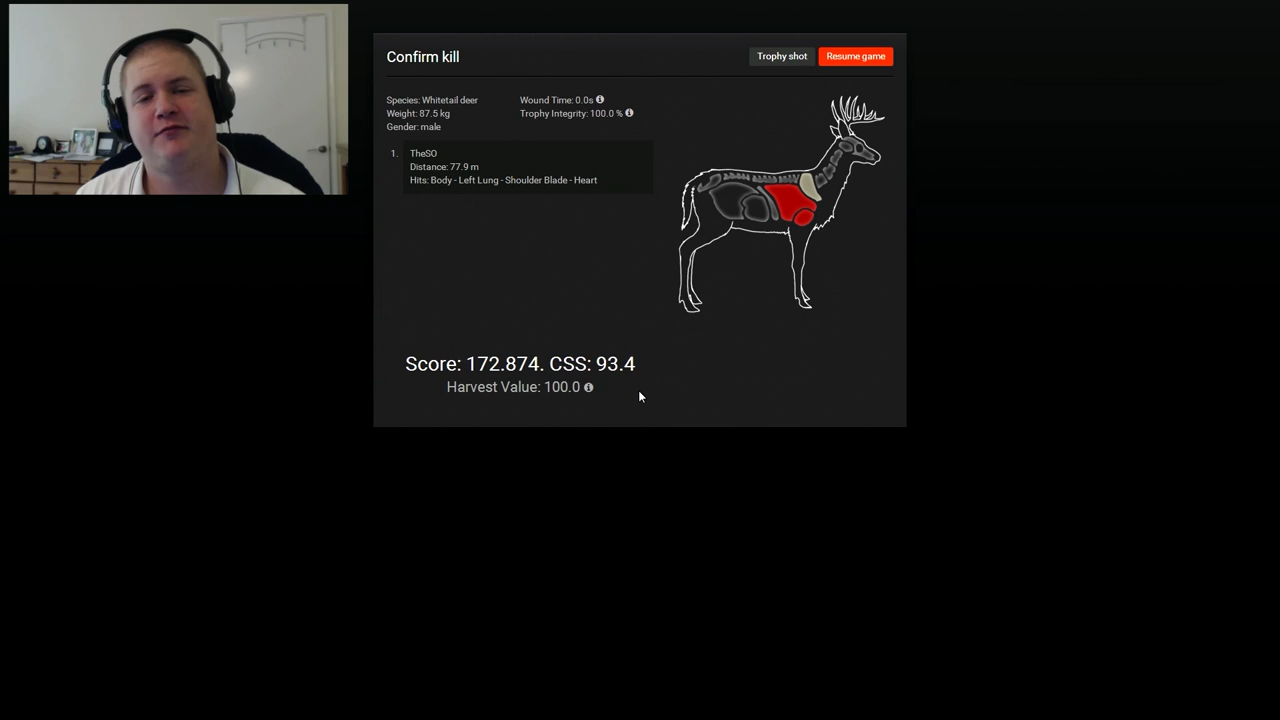 Confirm kill
Trophy shot
Resume game
Species: Whitetail deer
Weight: 87.5 kg
Gender: male
Wound Time: 0.0s
Trophy Integrity: 100.0 %
1. TheSO
Distance: 77.9 m
Hits: Body - Left Lung - Shoulder Blade - Heart
Score: 172.874. CSS: 93.4
Harvest Value: 100.0